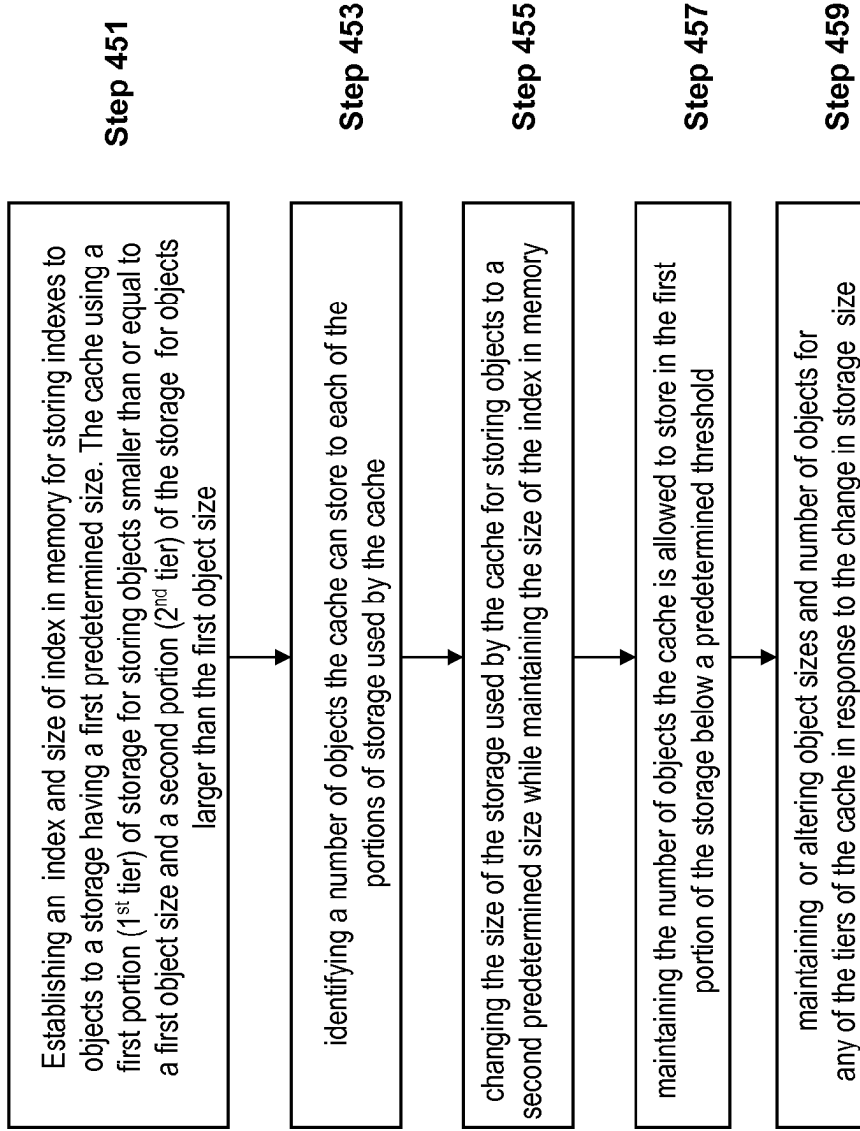 Establishing an index and size of index in memory for storing indexes to
objects to a storage having a first predetermined size. The cache using a
first portion (1st tier) of storage for storing objects smaller than or equal to
a first object size and a second portion (2nd tier) of the storage for objects
larger than the first object size
Step 451
identifying a number of objects the cache can store to each of the
portions of storage used by the cache
Step 453
changing the size of the storage used by the cache for storing objects to a
second predetermined size while maintaining the size of the index in memory
Step 455
maintaining the number of objects the cache is allowed to store in the first
portion of the storage below a predetermined threshold
Step 457
maintaining or altering object sizes and number of objects for
any of the tiers of the cache in response to the change in storage size
Step 459